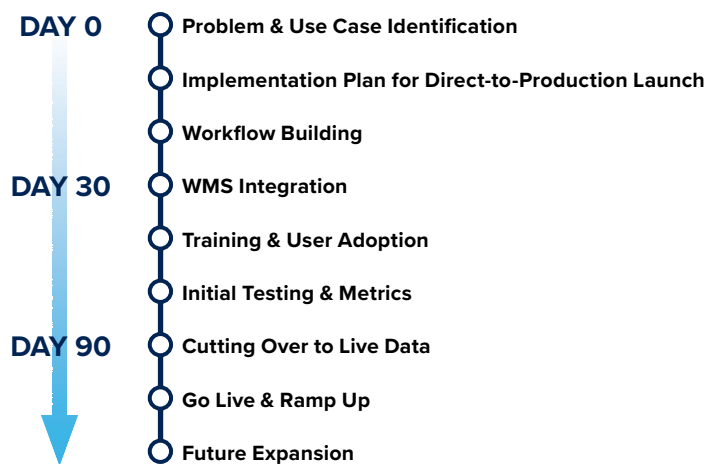 DAY 0
Problem & Use Case Identification
Implementation Plan for Direct-to-Production Launch
Workflow Building
DAY 30
WMS Integration
Training & User Adoption
Initial Testing & Metrics
DAY 90
Cutting Over to Live Data
Go Live & Ramp Up
Future Expansion